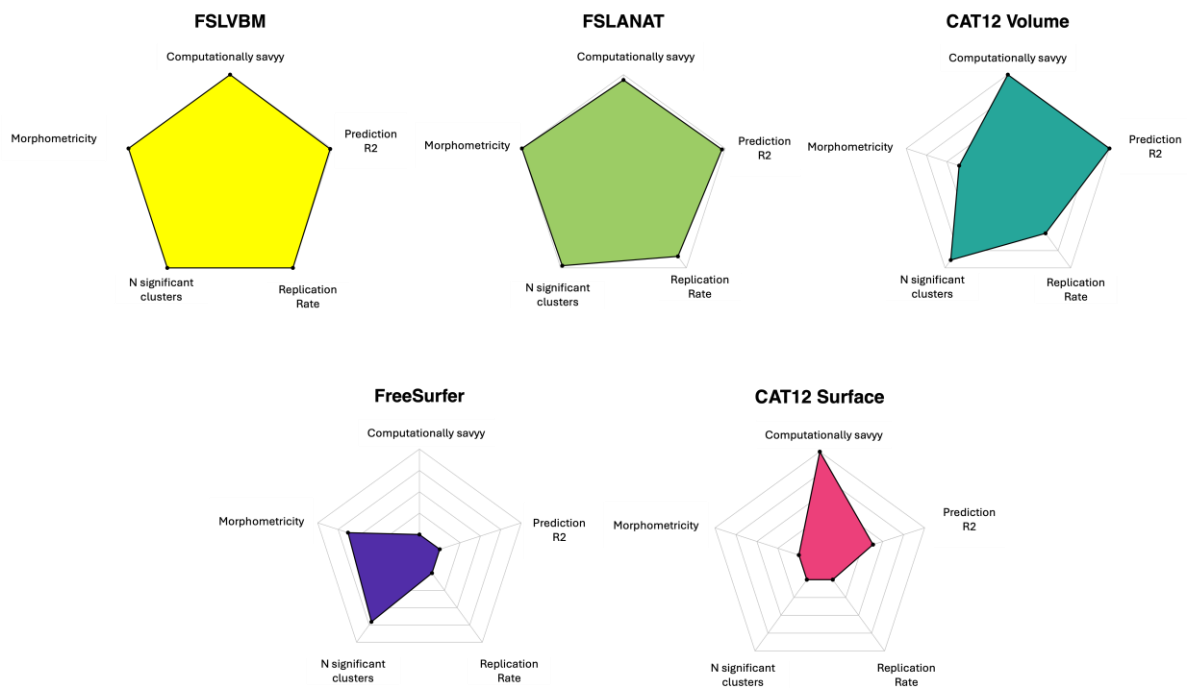 FSLVBM
Computationally savyy
Morphometricity
Prediction
R2
N significant
clusters
Replication
Rate
FSLANAT
Computationally savyy
Morphometricity
Prediction
R2
N significant
clusters
Replication
Rate
CAT12 Volume
Computationally savyy
Morphometricity
Prediction
R2
N significant
clusters
Replication
Rate
FreeSurfer
Computationally savyy
Morphometricity
Prediction
R2
N significant
clusters
Replication
Rate
CAT12 Surface
Computationally savyy
Morphometricity
Prediction
R2
N significant
clusters
Replication
Rate